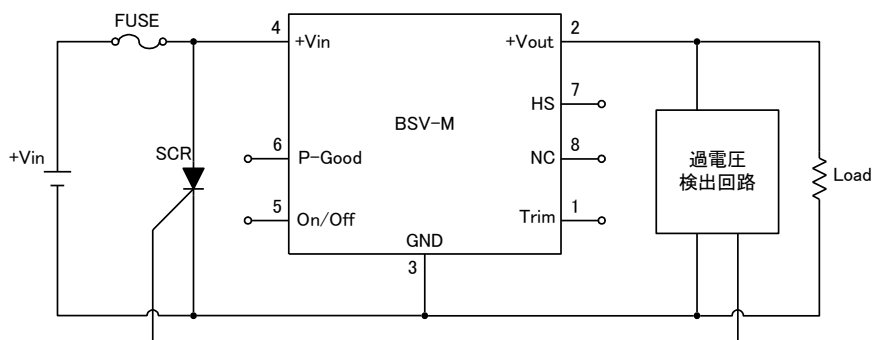 FUSE
4
+Vin
+Vout
2
HS
7
BSV-M
6
P-Good
NC
8
+Vin
SCR
過電圧
検出回路
Load
5
On/Off
Trim
1
GND
3